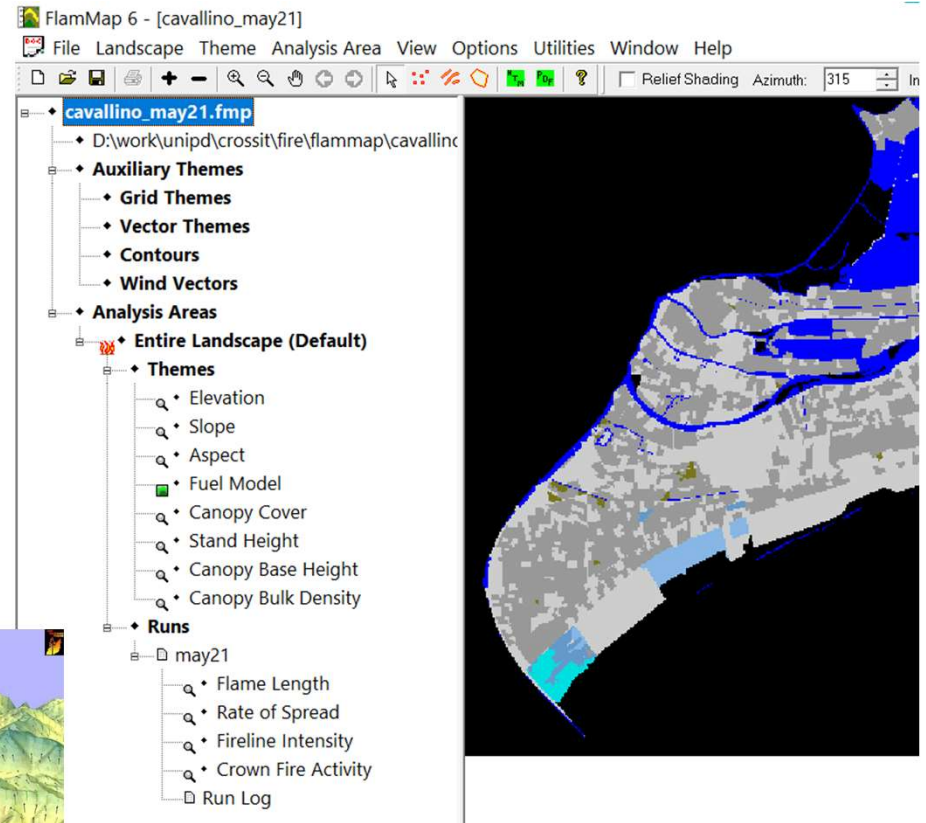 FlamMap 6 - [cavallino_may21]
File Landscape Theme Analysis Area View Options Utilities Window Help
Relief Shading Azimuth: 315 In
cavallino_may21.fmp
D:\work\unipd\crossit\fire\flammap\cavallinc
Auxiliary Themes
Grid Themes
Vector Themes
Contours
Wind Vectors
Analysis Areas
Entire Landscape (Default)
Themes
Elevation
Slope
Aspect
Fuel Model
Canopy Cover
Stand Height
Canopy Base Height
Canopy Bulk Density
Runs
may21
Flame Length
Rate of Spread
Fireline Intensity
Crown Fire Activity
Run Log